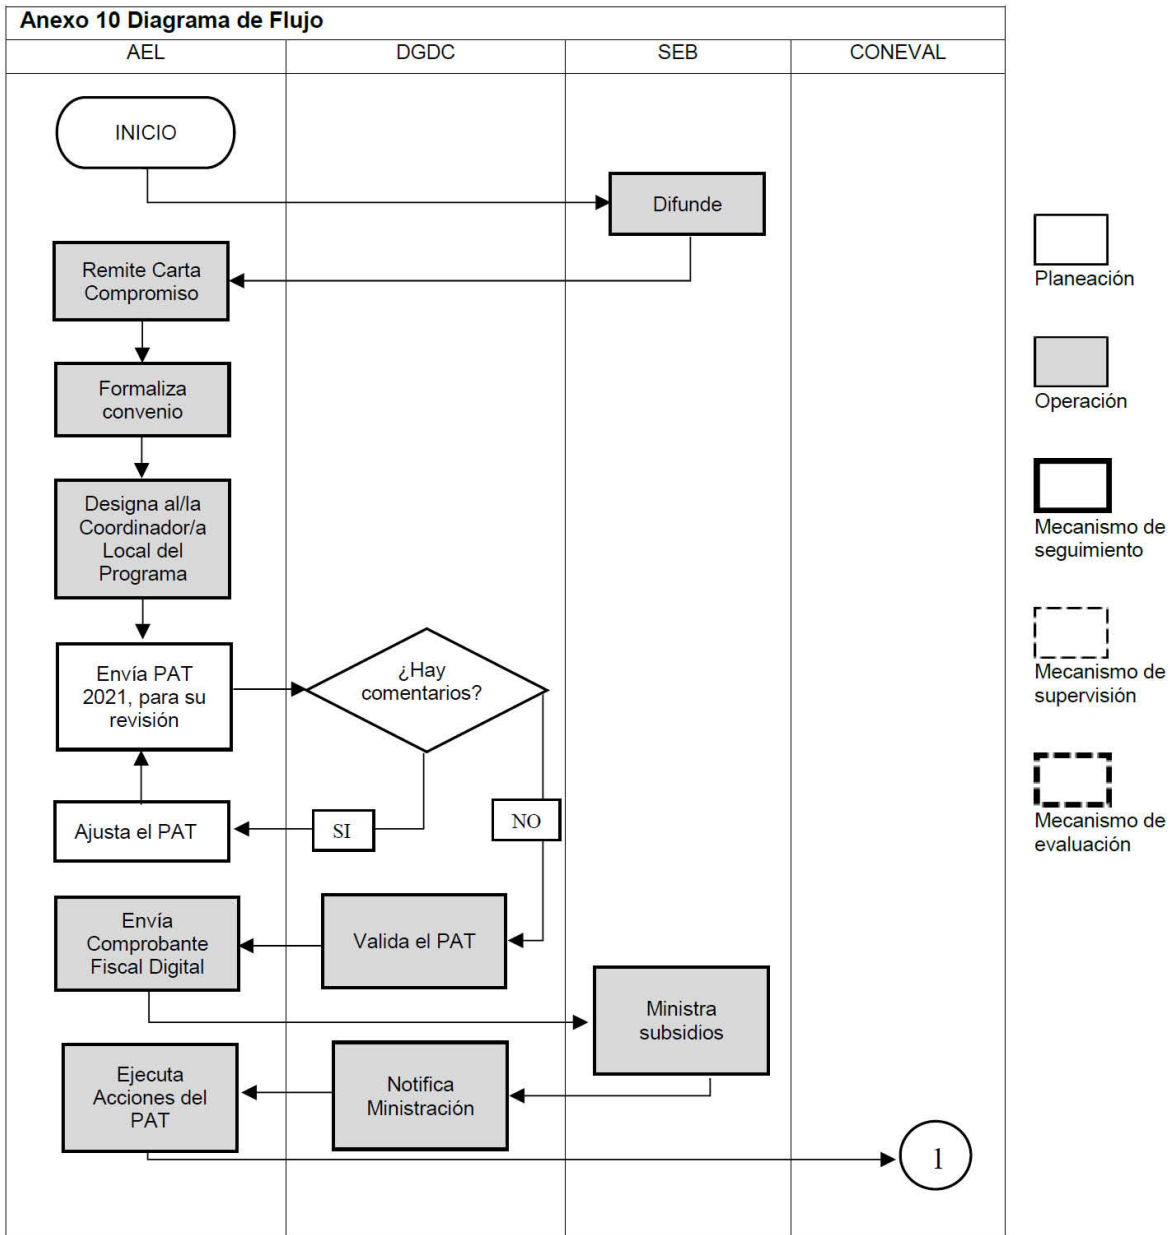 Anexo 10 Diagrama de Flujo
AEL
DGDC
SEB
CONEVAL
INICIO
Difunde
Remite Carta
Compromiso
Formaliza
convenio
Designa al/la
Coordinador/a
Local del
Programa
Envía PAT
2021, para su
revisión
¿Hay
comentarios?
Ajusta el PAT
SI
NO
Envía
Comprobante
Fiscal Digital
Valida el PAT
Ministra
subsidios
Ejecuta
Acciones del
PAT
Notifica
Ministración
1
Planeación
Operación
Mecanismo de
seguimiento
Mecanismo de
supervisión
Mecanismo de
evaluación